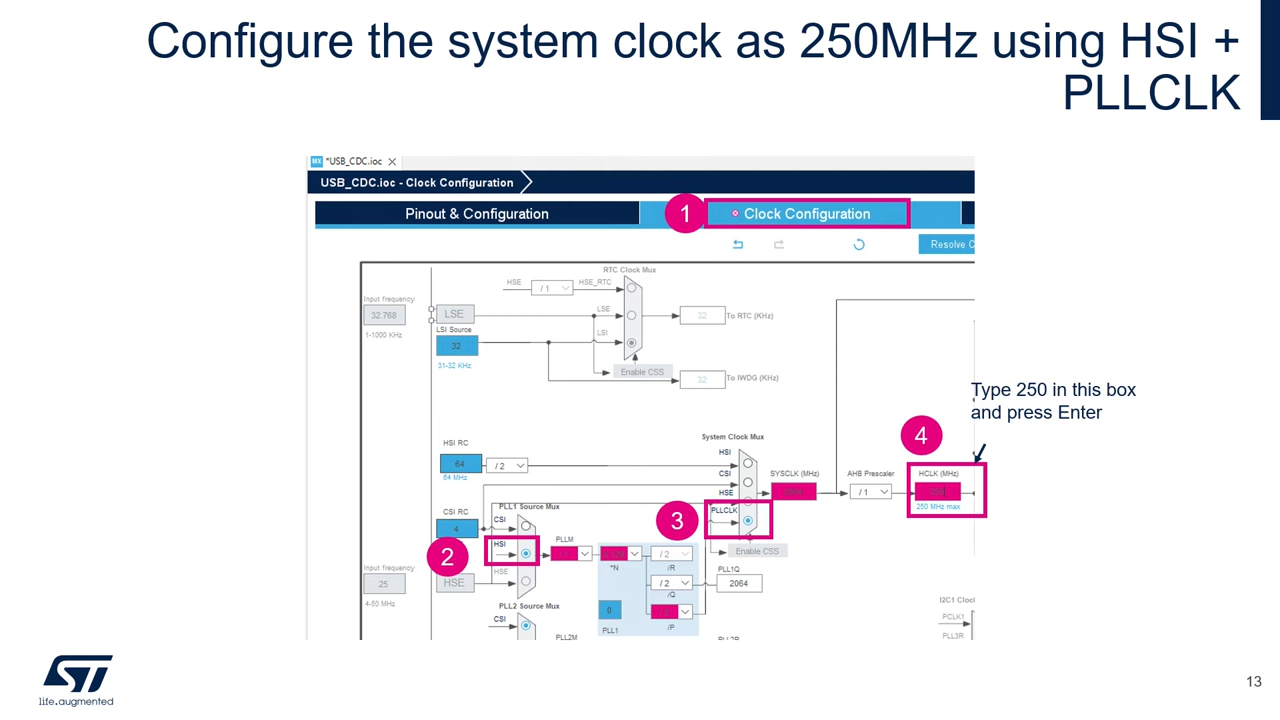 Configure the system clock as 250MHz using HSI +
PLLCLK
MX *USB_CDC.ioc
USB_CDC.ioc - Clock Configuration
Pinout & Configuration
1
Clock Configuration
Resolve C
RTC Clock Mux
HSE
/ 1
HSE_RTC
Input frequency
32.768
1-1000 KHz
LSE
LSE
32
To RTC (KHz)
LSI Source
32
31-32 KHz
LSI
Enable CSS
32
To IWDG (KHz)
Type 250 in this box
and press Enter
4
System Clock Mux
HSI RC
64
64 MHz
/ 2
HSI
CSI
HSE
PLLCLK
3
Enable CSS
SYSCLK (MHz)
AHB Prescaler
/ 1
HCLK (MHz)
250 MHz max
CSI RC
4
PLL1 Source Mux
CSI
HSI
HSE
2
PLLM
*N
/ 2
/R
/ 2
/Q
/P
PLL1Q
2064
0
PLL1
Input frequency
25
4-50 MHz
HSE
PLL2 Source Mux
CSI
PLL2M
PLL2P
I2C1 Clocl
PCLK1
PLL3R
ST
life.augmented
13